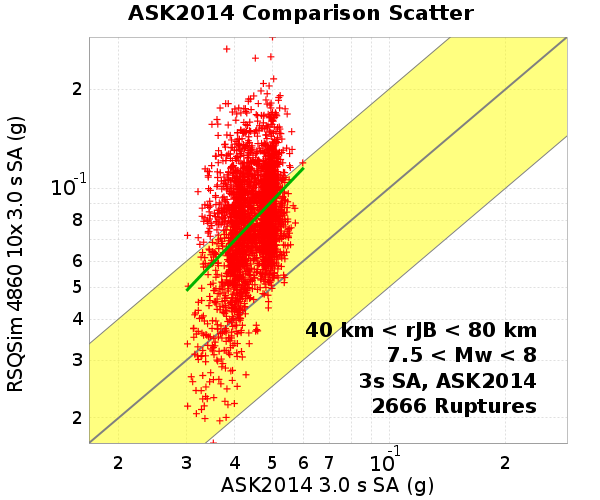 ASK2014 Comparison Scatter
RSQSim 4860 10x 3.0 s SA (g)
2
10-1
8
6
5
4
3
2
40 km < rJB < 80 km
7.5 < Mw < 8
3s SA, ASK2014
2666 Ruptures
2 3 4 5 6 7 10-1 2
ASK2014 3.0 s SA (g)